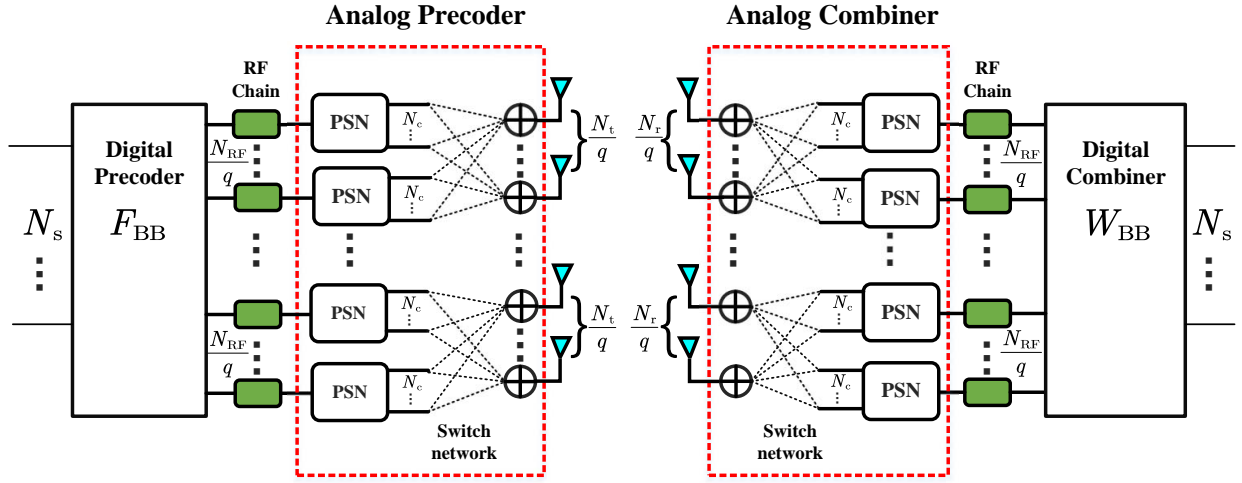 Analog Precoder
Analog Combiner
RF
Chain
RF
Chain
PSN
N_c
N_t/q
N_r/q
N_c
PSN
Digital
Precoder
F_BB
N_RF/q
N_RF/q
Digital
Combiner
W_BB
PSN
N_c
N_c
PSN
N_s
N_s
PSN
N_c
N_t/q
N_r/q
N_c
PSN
N_RF/q
N_RF/q
PSN
N_c
N_c
PSN
Switch
network
Switch
network